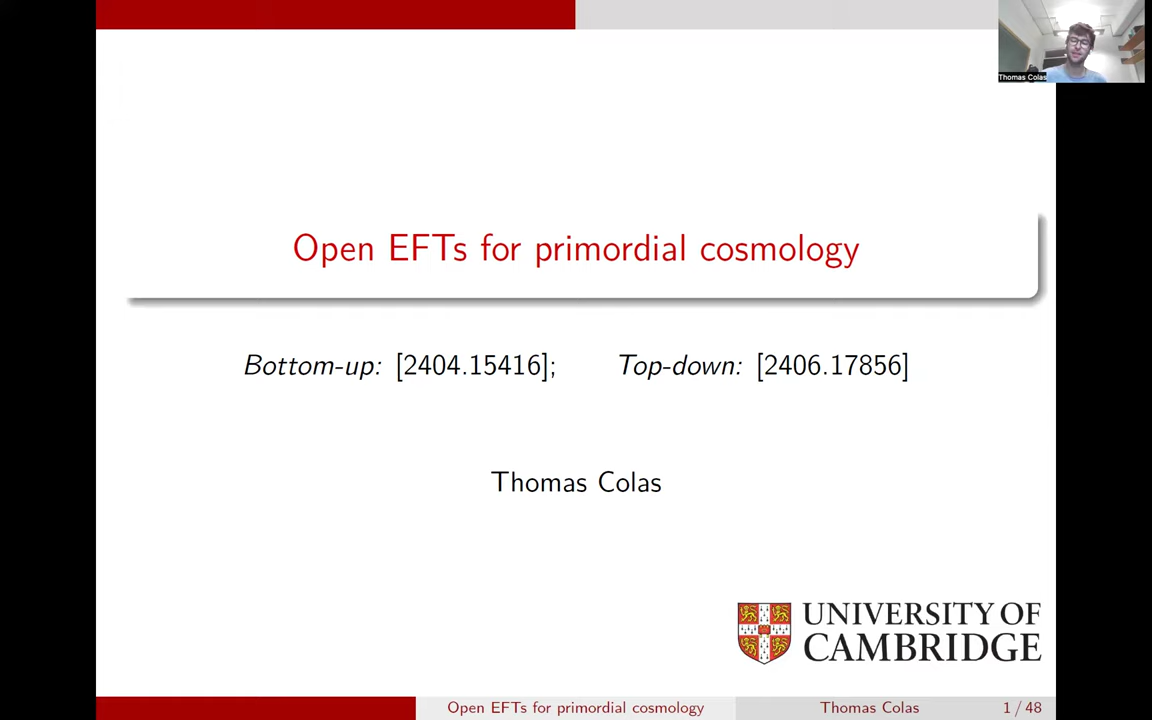 Thomas Colas
Open EFTs for primordial cosmology
Bottom-up: [2404.15416]; Top-down: [2406.17856]
Thomas Colas
UNIVERSITY OF
CAMBRIDGE
Open EFTs for primordial cosmology Thomas Colas 1 / 48